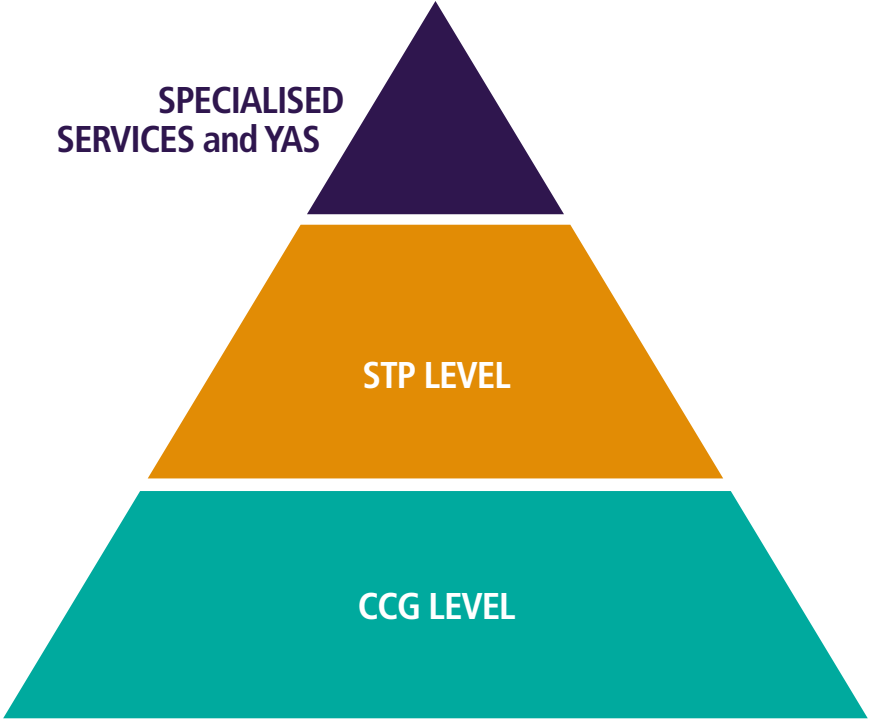 SPECIALISED
SERVICES and YAS
STP LEVEL
CCG LEVEL